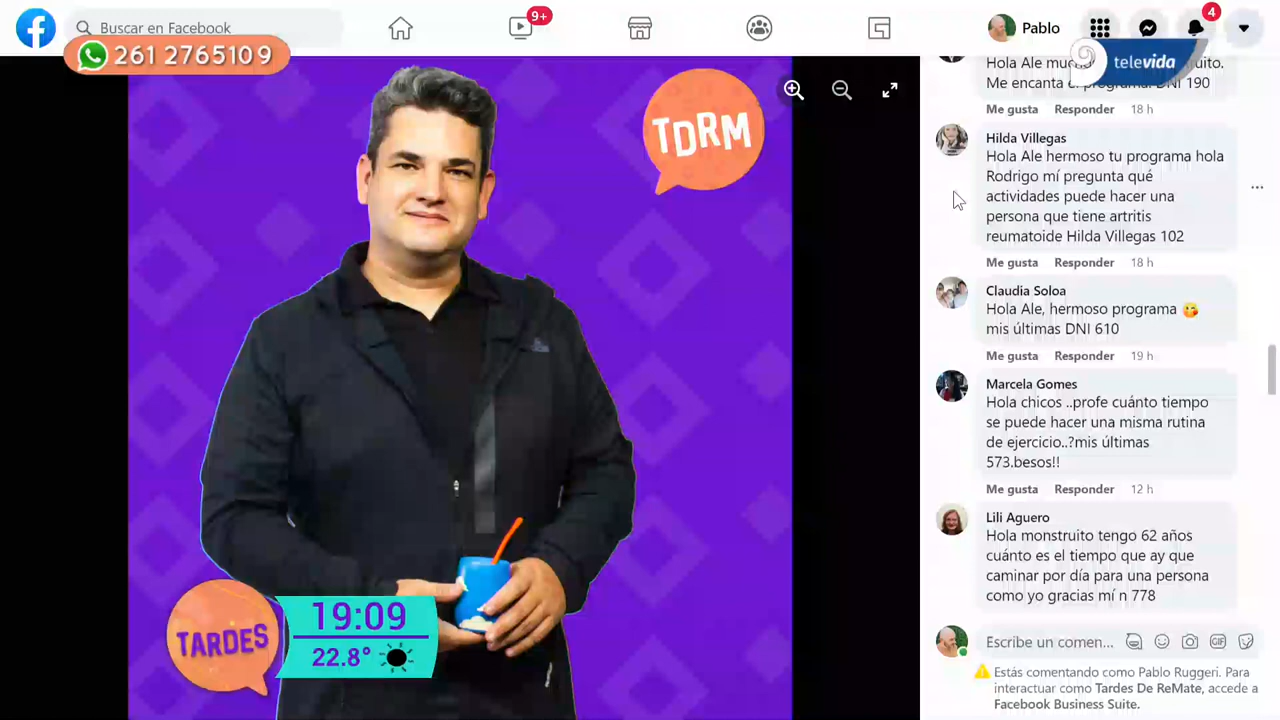 Buscar en Facebook
9+
Pablo
4
261 2765109
televida
TDRM
Hola Ale
Me encanta el programa. DNI 190
Me gusta Responder 18 h
Hilda Villegas
Hola Ale hermoso tu programa hola
Rodrigo mí pregunta qué
actividades puede hacer una
persona que tiene artritis
reumatoide Hilda Villegas 102
Me gusta Responder 18 h
Claudia Soloa
Hola Ale, hermoso programa
mis últimas DNI 610
Me gusta Responder 19 h
Marcela Gomes
Hola chicos ..profe cuánto tiempo
se puede hacer una misma rutina
de ejercicio..?mis últimas
573.besos!!
Me gusta Responder 12 h
Lili Aguero
Hola monstruito tengo 62 años
cuánto es el tiempo que ay que
caminar por día para una persona
como yo gracias mí n 778
Escribe un comen...
GIF
Estás comentando como Pablo Ruggeri. Para
interactuar como Tardes De ReMate, accede a
Facebook Business Suite.
TARDES
19:09
22.8°